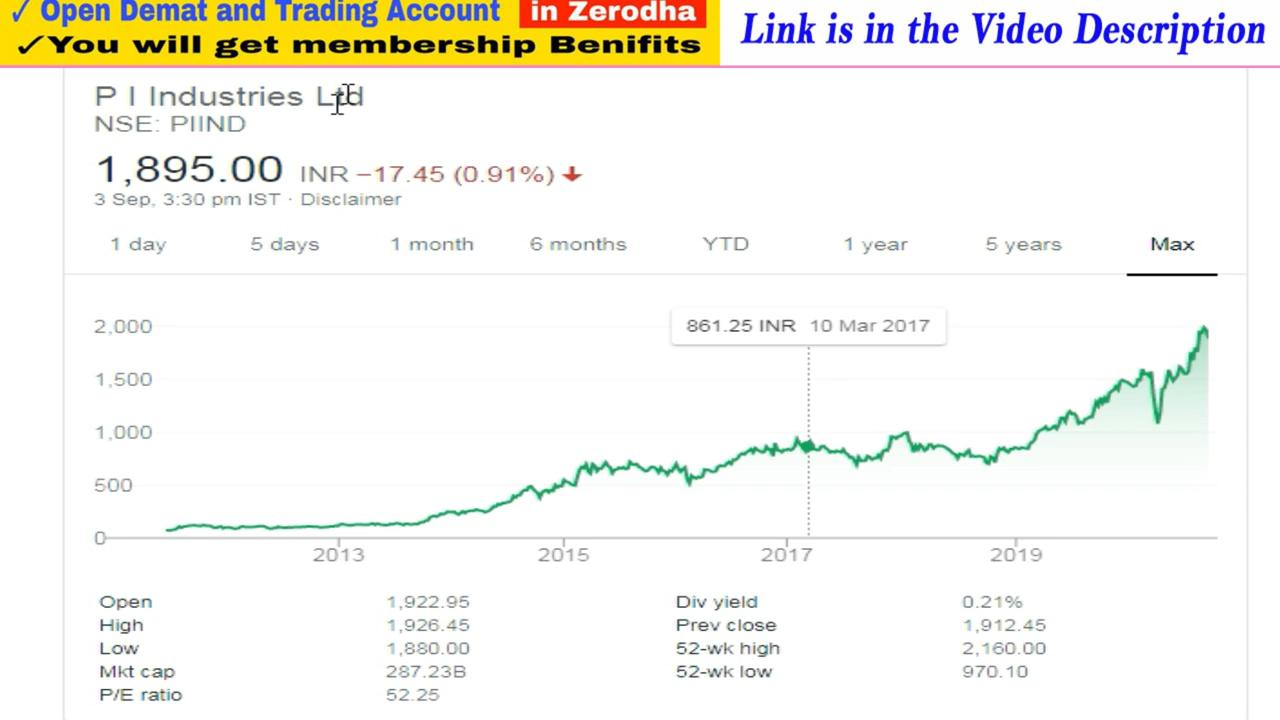 ✓ Open Demat and Trading Account in Zerodha
✓You will get membership Benifits
Link is in the Video Description
P I Industries Ltd
NSE: PIIND
1,895.00 INR −17.45 (0.91%) ↓
3 Sep, 3:30 pm IST · Disclaimer
1 day 5 days 1 month 6 months YTD 1 year 5 years Max
861.25 INR 10 Mar 2017
2,000
1,500
1,000
500
0
2013 2015 2017 2019
Open 1,922.95 Div yield 0.21%
High 1,926.45 Prev close 1,912.45
Low 1,880.00 52-wk high 2,160.00
Mkt cap 287.23B 52-wk low 970.10
P/E ratio 52.25